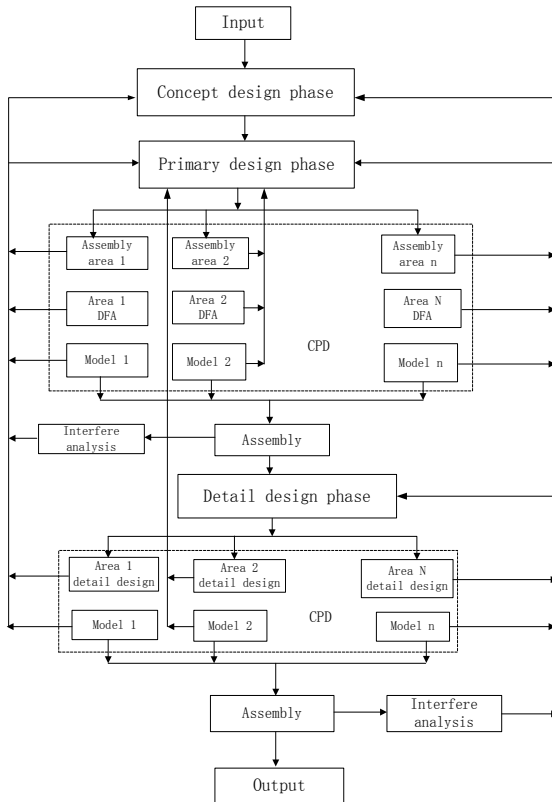 Input
Concept design phase
Primary design phase
Assembly
area 1
Assembly
area 2
Assembly
area n
Area 1
DFA
Area 2
DFA
Area N
DFA
Model 1
Model 2
CPD
Model n
Interfere
analysis
Assembly
Detail design phase
Area 1
detail design
Area 2
detail design
Area N
detail design
Model 1
Model 2
CPD
Model n
Assembly
Interfere
analysis
Output